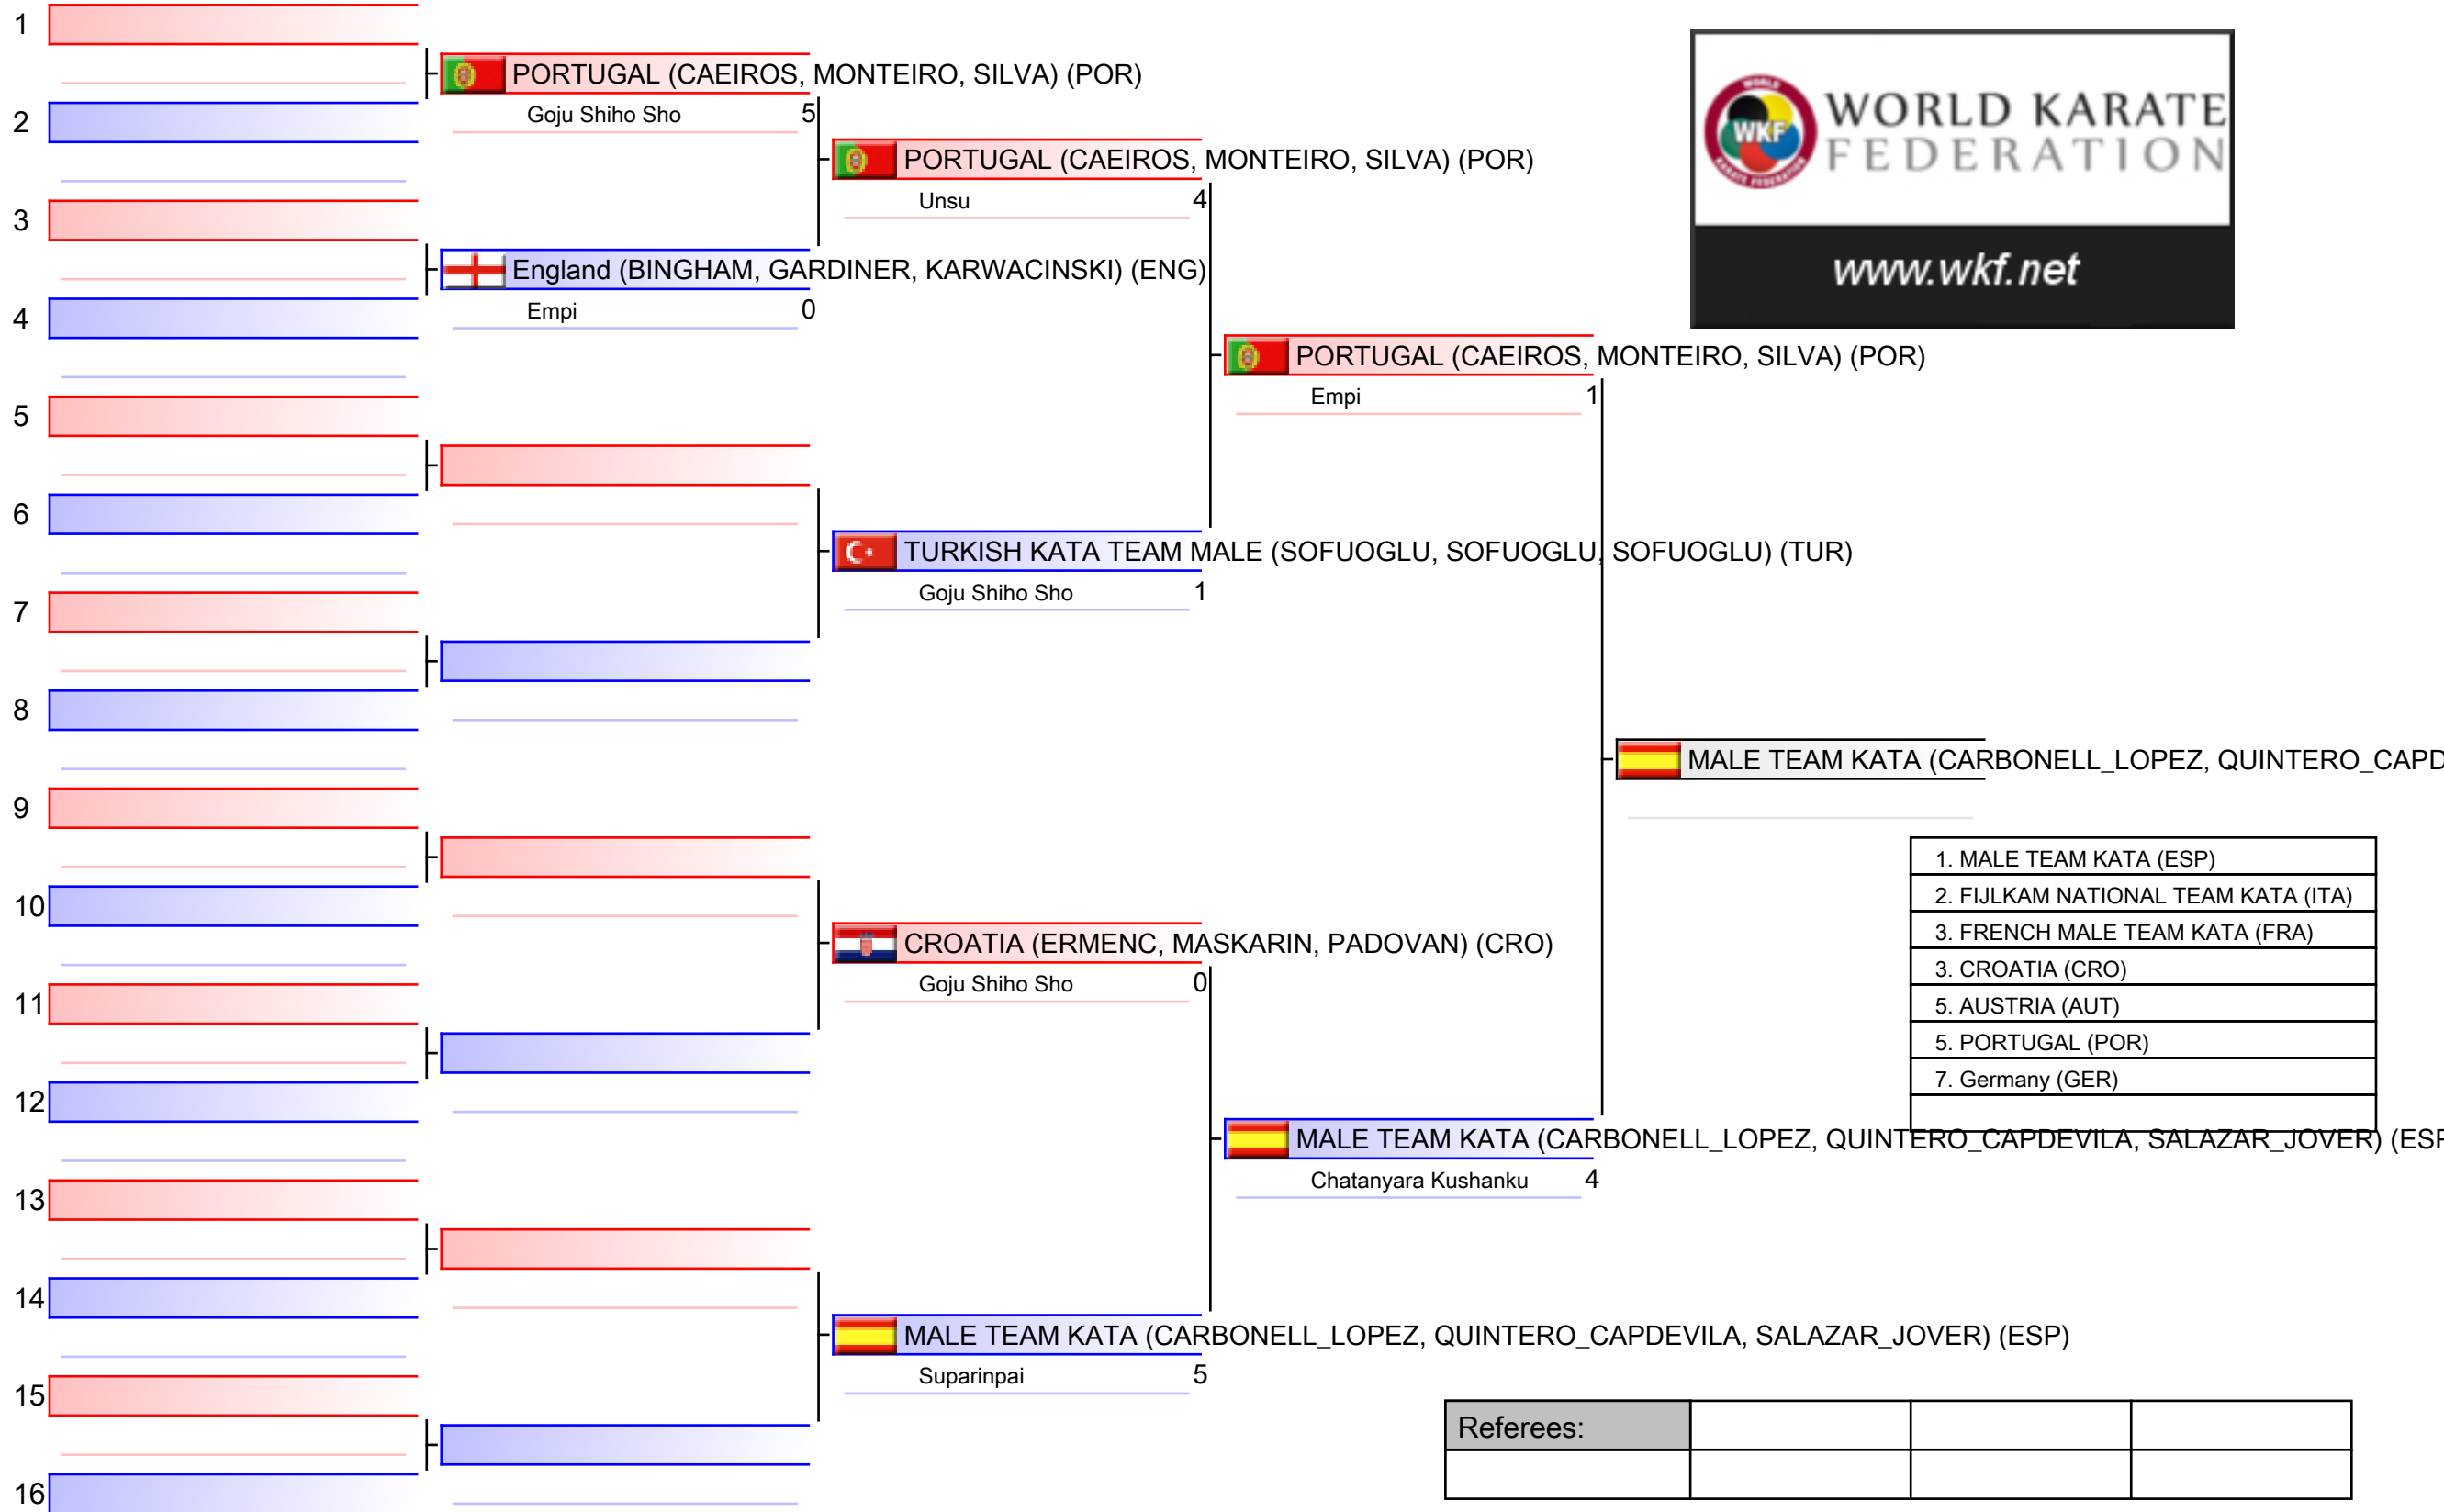 1
PORTUGAL (CAEIROS, MONTEIRO, SILVA) (POR)
Goju Shiho Sho 5
2
PORTUGAL (CAEIROS, MONTEIRO, SILVA) (POR)
Unsu 4
3
England (BINGHAM, GARDINER, KARWACINSKI) (ENG)
Empi 0
4
PORTUGAL (CAEIROS, MONTEIRO, SILVA) (POR)
Empi 1
5
6
TURKISH KATA TEAM MALE (SOFUOGLU, SOFUOGLU, SOFUOGLU) (TUR)
Goju Shiho Sho 1
7
8
MALE TEAM KATA (CARBONELL_LOPEZ, QUINTERO_CAPD
9
10
CROATIA (ERMENC, MASKARIN, PADOVAN) (CRO)
Goju Shiho Sho 0
11
12
MALE TEAM KATA (CARBONELL_LOPEZ, QUINTERO_CAPDEVILA, SALAZAR_JOVER) (ESP
Chatanyara Kushanku 4
13
14
MALE TEAM KATA (CARBONELL_LOPEZ, QUINTERO_CAPDEVILA, SALAZAR_JOVER) (ESP)
Suparinpai 5
15
16
WORLD
WKF
KARATE FEDERATION
WORLD KARATE
FEDERATION
www.wkf.net
1. MALE TEAM KATA (ESP)
2. FIJLKAM NATIONAL TEAM KATA (ITA)
3. FRENCH MALE TEAM KATA (FRA)
3. CROATIA (CRO)
5. AUSTRIA (AUT)
5. PORTUGAL (POR)
7. Germany (GER)
Referees: